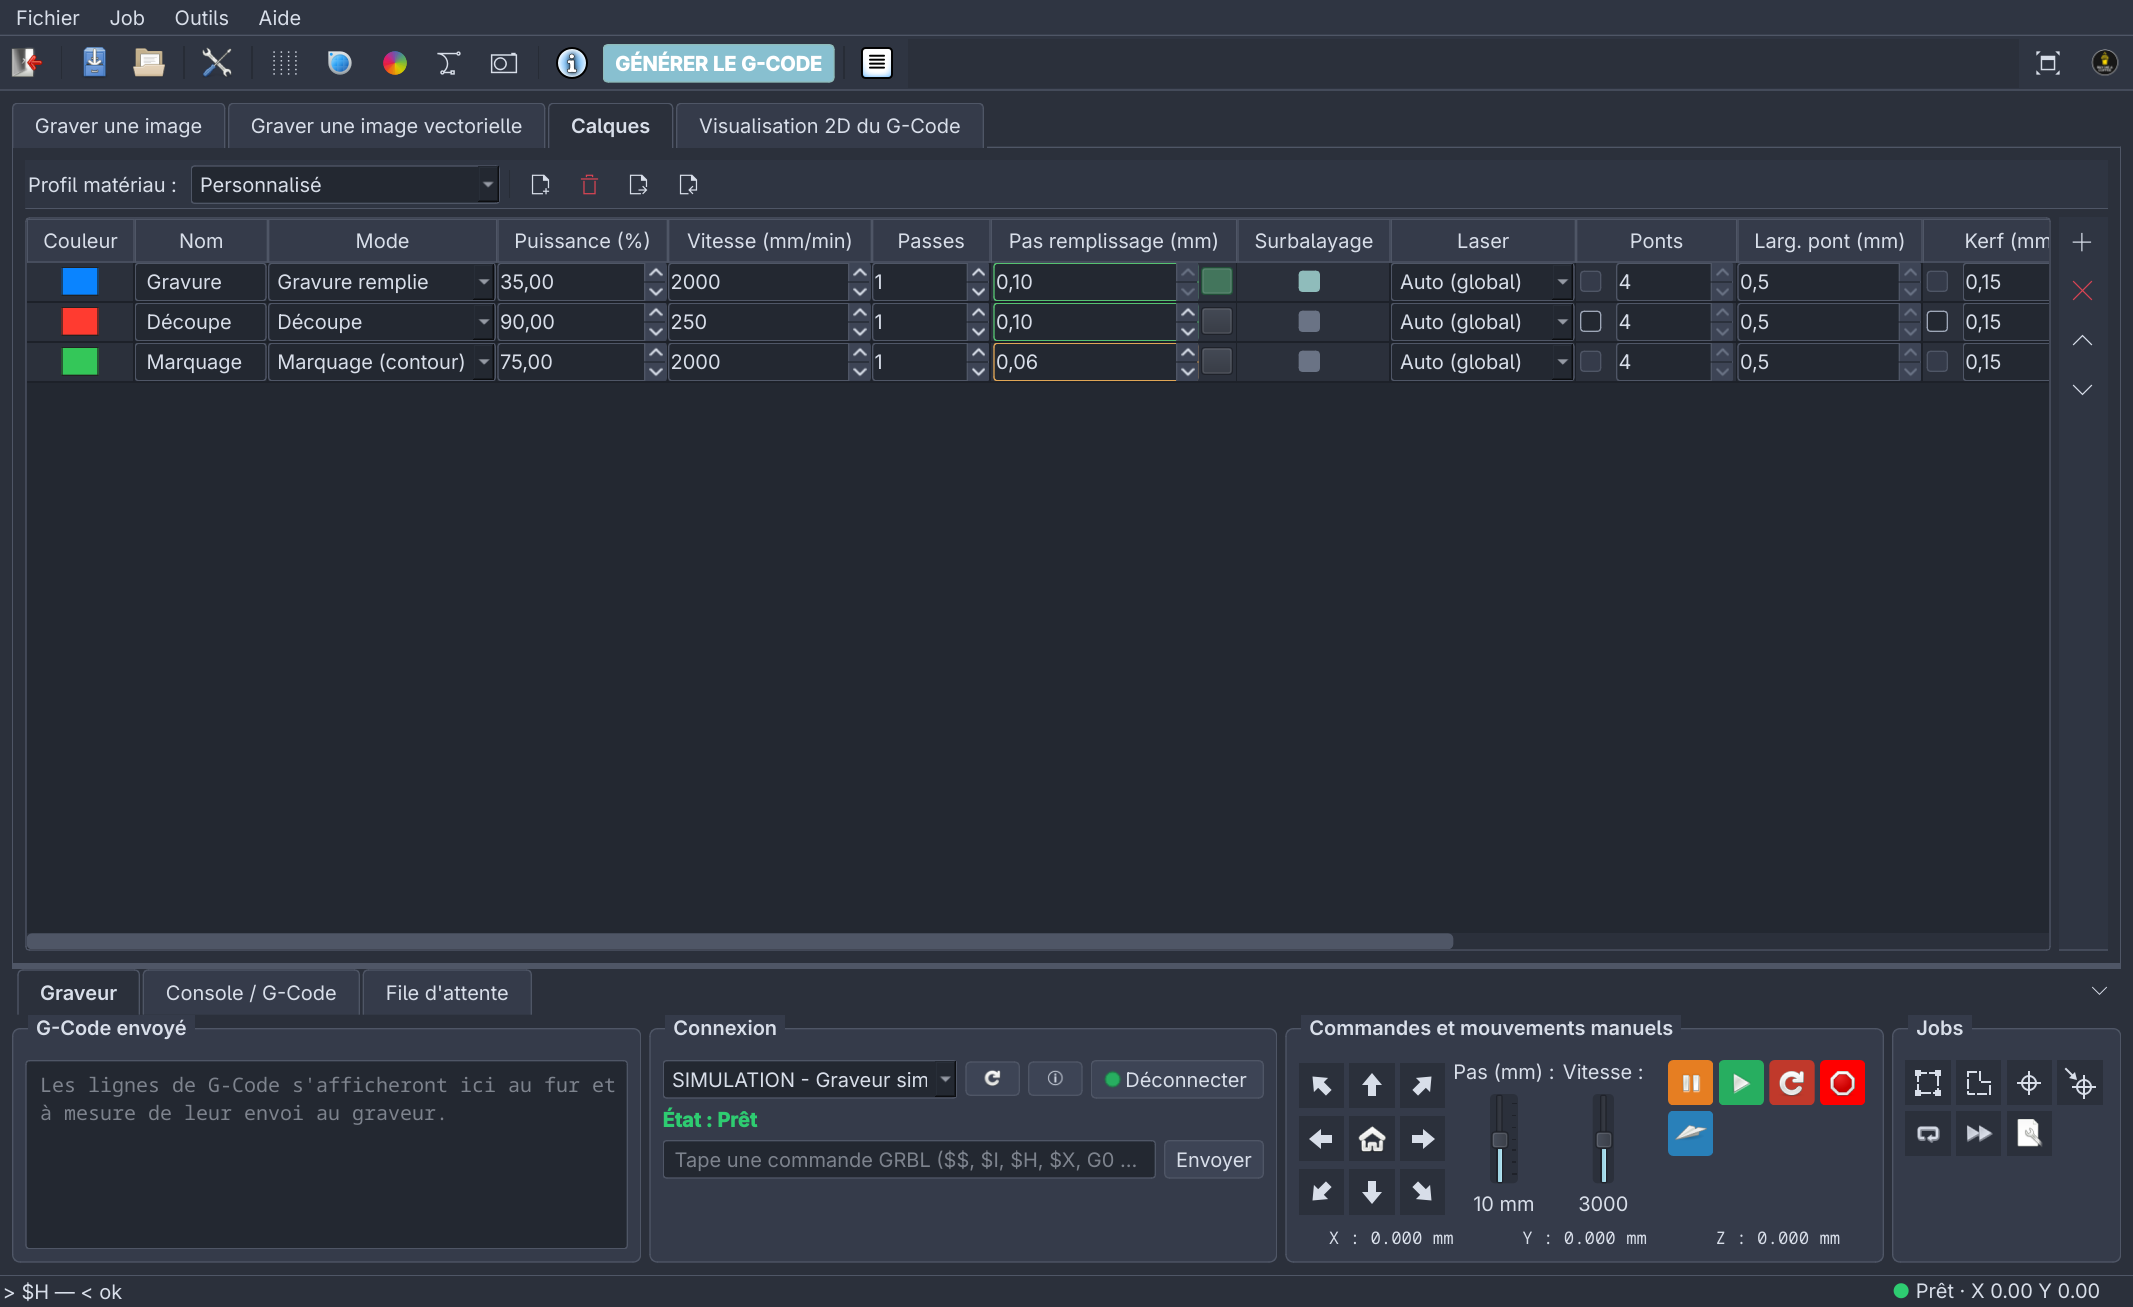 Fichier Job Outils Aide
GÉNÉRER LE G-CODE
Graver une image Graver une image vectorielle Calques Visualisation 2D du G-Code
Profil matériau : Personnalisé
Couleur Nom Mode Puissance (%) Vitesse (mm/min) Passes Pas remplissage (mm) Surbalayage Laser Ponts Larg. pont (mm) Kerf (mm
Gravure Gravure remplie 35,00 2000 1 0,10 Auto (global) 4 0,5 0,15
Découpe Découpe 90,00 250 1 0,10 Auto (global) 4 0,5 0,15
Marquage Marquage (contour) 75,00 2000 1 0,06 Auto (global) 4 0,5 0,15
Graveur Console / G-Code File d'attente
G-Code envoyé
Les lignes de G-Code s'afficheront ici au fur et
à mesure de leur envoi au graveur.
Connexion
SIMULATION - Graveur sim Déconnecter
État : Prêt
Tape une commande GRBL ($$, $I, $H, $X, G0 ... Envoyer
Commandes et mouvements manuels
Pas (mm) : Vitesse :
10 mm 3000
X : 0.000 mm Y : 0.000 mm Z : 0.000 mm
Jobs
> $H — < ok
Prêt · X 0.00 Y 0.00